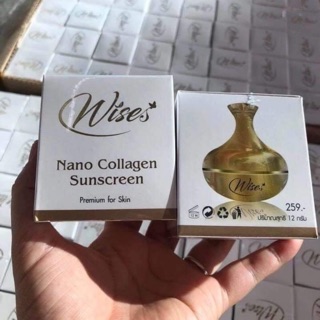 Wises
Nano Collagen
Sunscreen
Premium for Skin
Wises
259.-
ปริมาณสุทธิ 12 กรัม